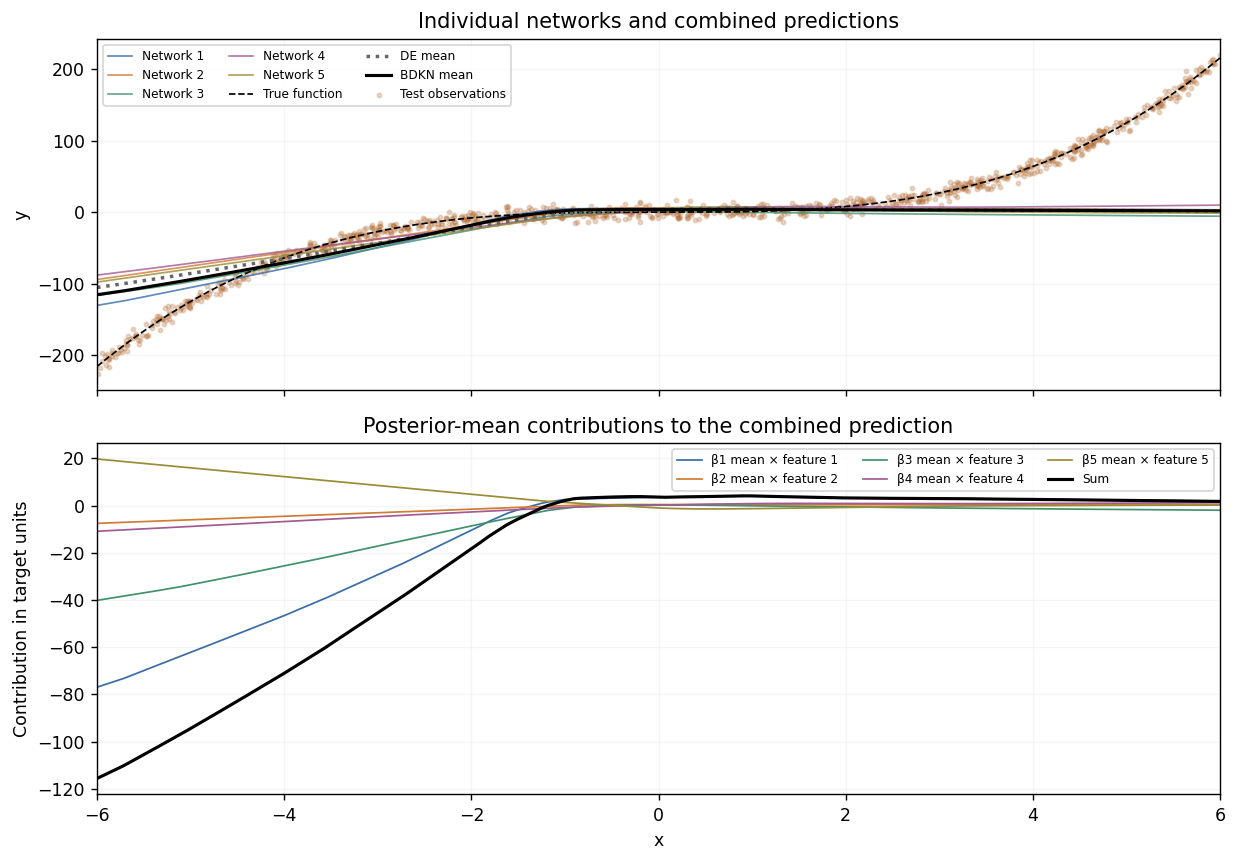 Individual networks and combined predictions
Network 1
Network 2
Network 3
Network 4
Network 5
True function
DE mean
BDKN mean
Test observations
y
200
100
0
−100
−200
Posterior-mean contributions to the combined prediction
β1 mean × feature 1
β2 mean × feature 2
β3 mean × feature 3
β4 mean × feature 4
β5 mean × feature 5
Sum
Contribution in target units
20
0
−20
−40
−60
−80
−100
−120
−6
−4
−2
0
2
4
6
x